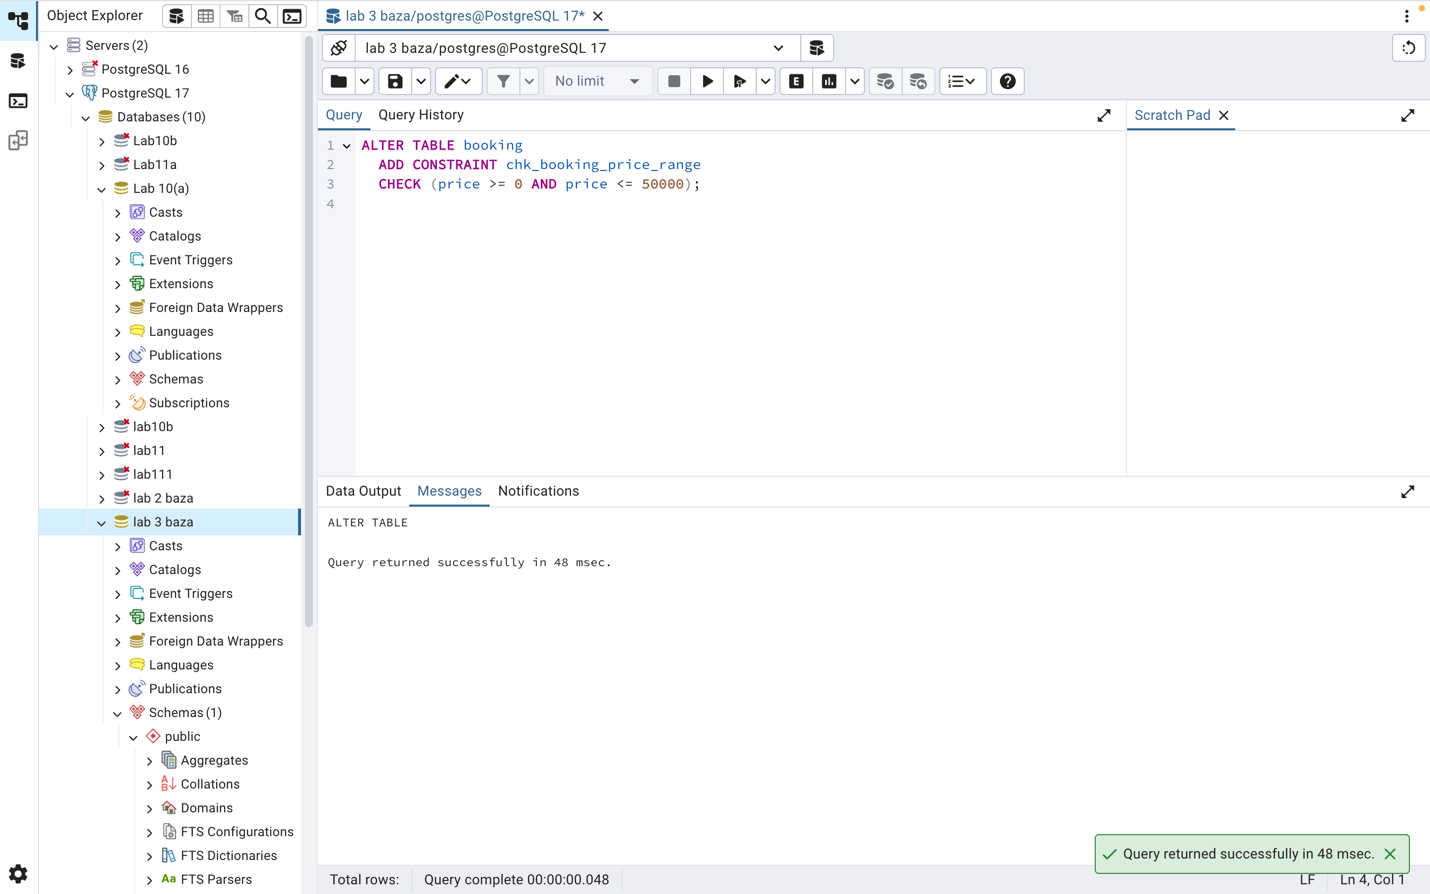 Object Explorer
Servers (2)
PostgreSQL 16
PostgreSQL 17
Databases (10)
Lab10b
Lab11a
Lab 10(a)
Casts
Catalogs
Event Triggers
Extensions
Foreign Data Wrappers
Languages
Publications
Schemas
Subscriptions
lab10b
lab11
lab111
lab 2 baza
lab 3 baza
Casts
Catalogs
Event Triggers
Extensions
Foreign Data Wrappers
Languages
Publications
Schemas (1)
public
Aggregates
Collations
Domains
FTS Configurations
FTS Dictionaries
Aa FTS Parsers
lab 3 baza/postgres@PostgreSQL 17*
lab 3 baza/postgres@PostgreSQL 17
No limit
E
Query Query History
Scratch Pad
1 ALTER TABLE booking
2 ADD CONSTRAINT chk_booking_price_range
3 CHECK (price >= 0 AND price <= 50000);
4
Data Output Messages Notifications
ALTER TABLE
Query returned successfully in 48 msec.
Query returned successfully in 48 msec.
Total rows: Query complete 00:00:00.048 LF Ln 4, Col 1